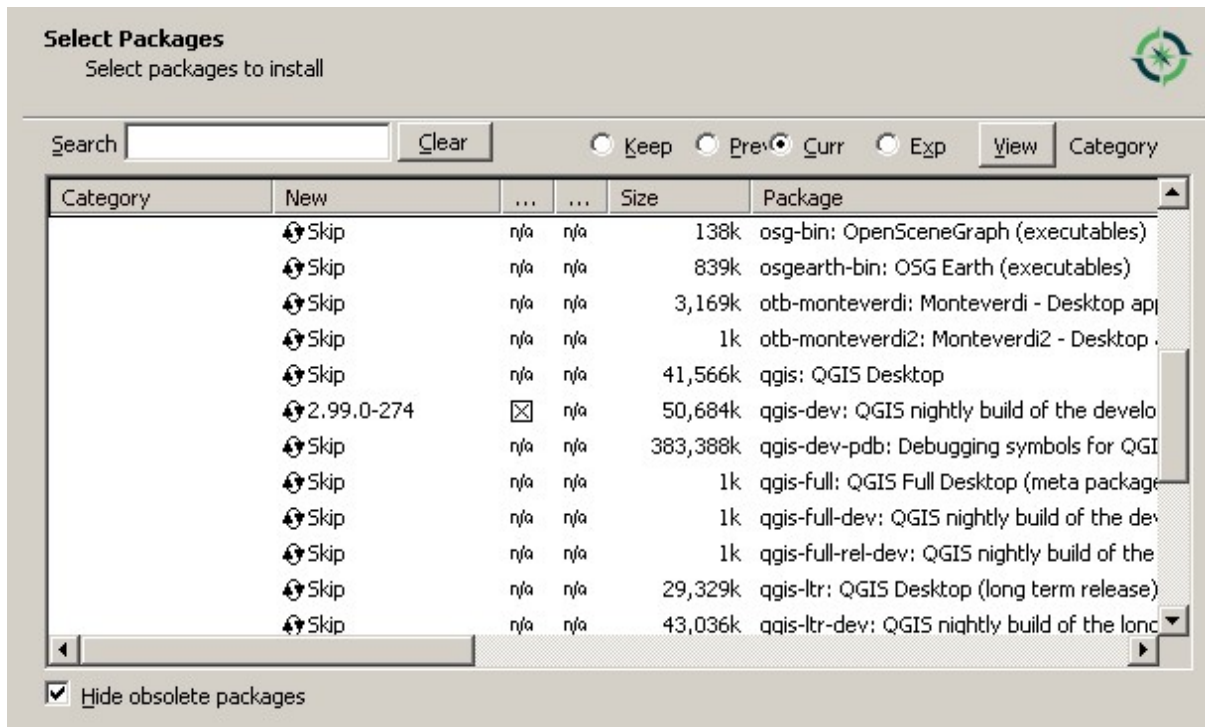 Select Packages
Select packages to install
Search Clear Keep Prev Curr Exp View Category
Category New ... ... Size Package
Skip n/a n/a 138k osg-bin: OpenSceneGraph (executables)
Skip n/a n/a 839k osgearth-bin: OSG Earth (executables)
Skip n/a n/a 3,169k otb-monteverdi: Monteverdi - Desktop app
Skip n/a n/a 1k otb-monteverdi2: Monteverdi2 - Desktop
Skip n/a n/a 41,566k qgis: QGIS Desktop
2.99.0-274 n/a 50,684k qgis-dev: QGIS nightly build of the develo
Skip n/a n/a 383,388k qgis-dev-pdb: Debugging symbols for QGI
Skip n/a n/a 1k qgis-full: QGIS Full Desktop (meta package
Skip n/a n/a 1k qgis-full-dev: QGIS nightly build of the dev
Skip n/a n/a 1k qgis-full-rel-dev: QGIS nightly build of the
Skip n/a n/a 29,329k qgis-ltr: QGIS Desktop (long term release)
Skip n/a n/a 43,036k qgis-ltr-dev: QGIS nightly build of the long
Hide obsolete packages